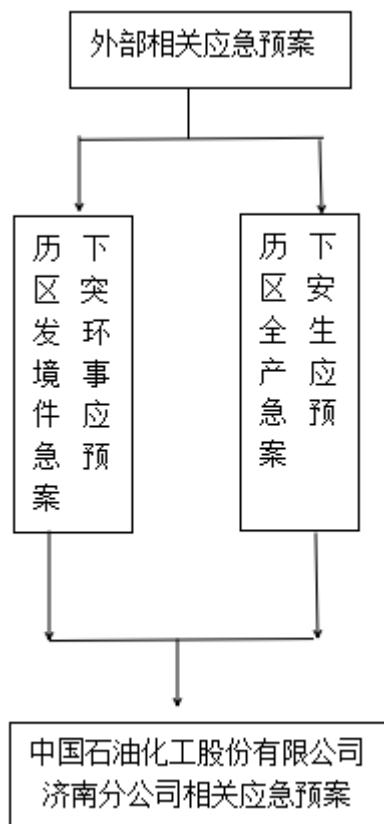 外部相关应急预案
历下
区突
发环
境事
件应
急预
案
历下
区安
全生
产应
急预
案
中国石油化工股份有限公司
济南分公司相关应急预案